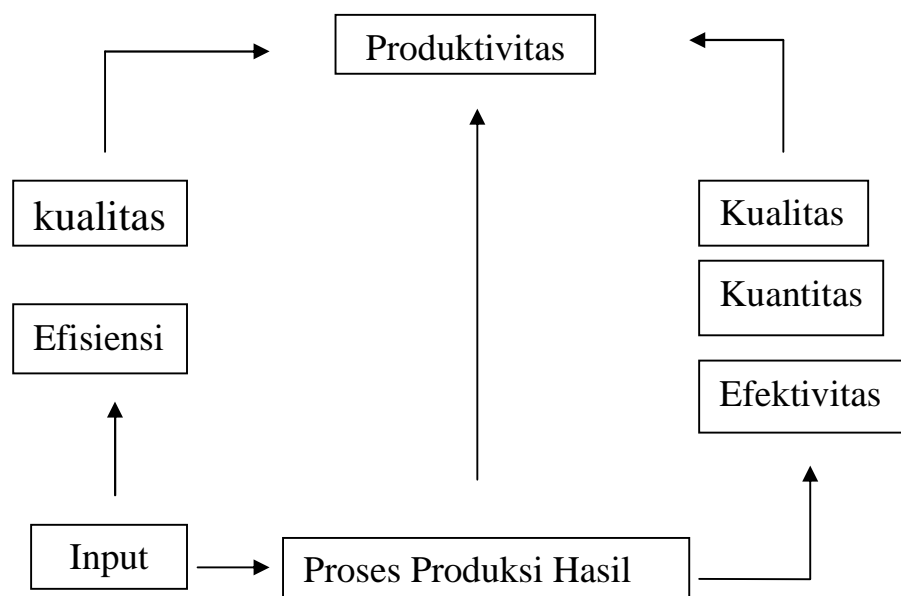 Produktivitas
kualitas
Kualitas
Kuantitas
Efisiensi
Efektivitas
Input
Proses Produksi Hasil